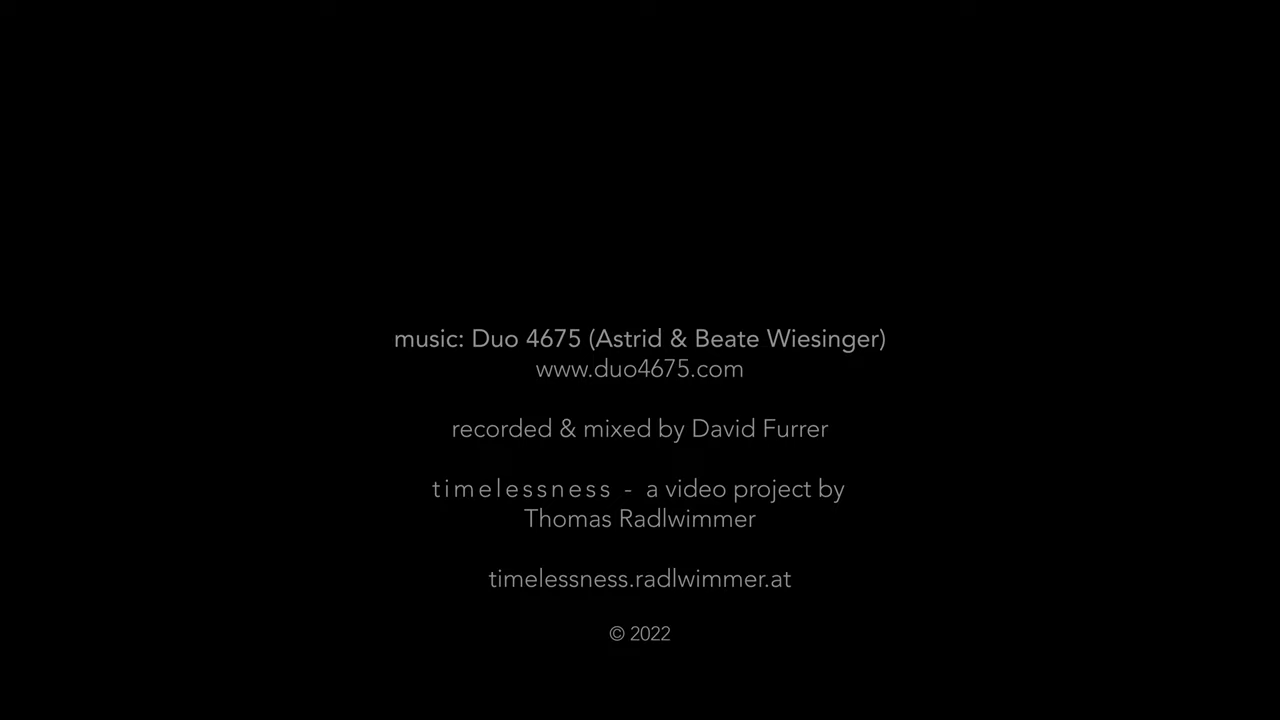 music: Duo 4675 (Astrid & Beate Wiesinger)
www.duo4675.com
recorded & mixed by David Furrer
timelessness - a video project by
Thomas Radlwimmer
timelessness.radlwimmer.at
© 2022